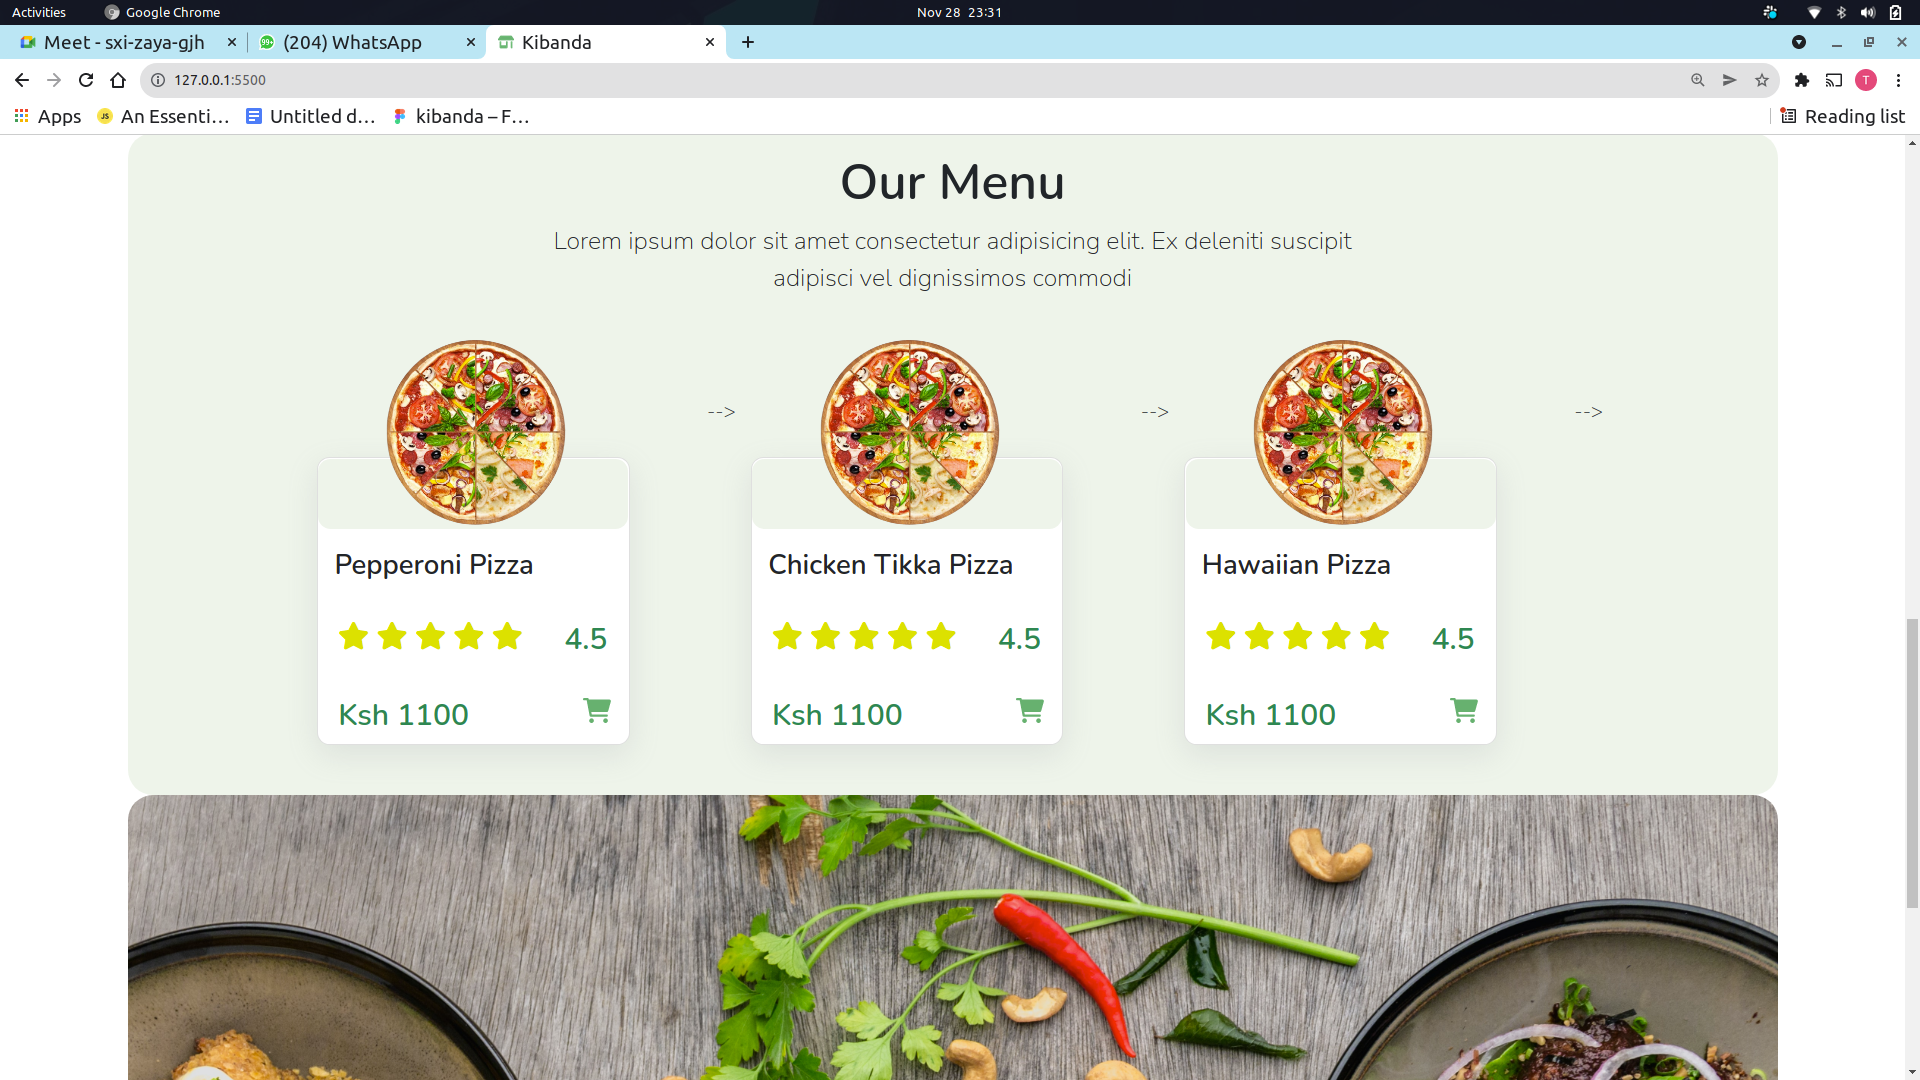 Activities Google Chrome Nov 28 23:31
Meet - sxi-zaya-gjh (204) WhatsApp Kibanda
127.0.0.1:5500 T
Apps JS An Essenti... Untitled d... kibanda – F... Reading list
Our Menu
Lorem ipsum dolor sit amet consectetur adipisicing elit. Ex deleniti suscipit
adipisci vel dignissimos commodi
--> --> -->
Pepperoni Pizza Chicken Tikka Pizza Hawaiian Pizza
4.5 4.5 4.5
Ksh 1100 Ksh 1100 Ksh 1100